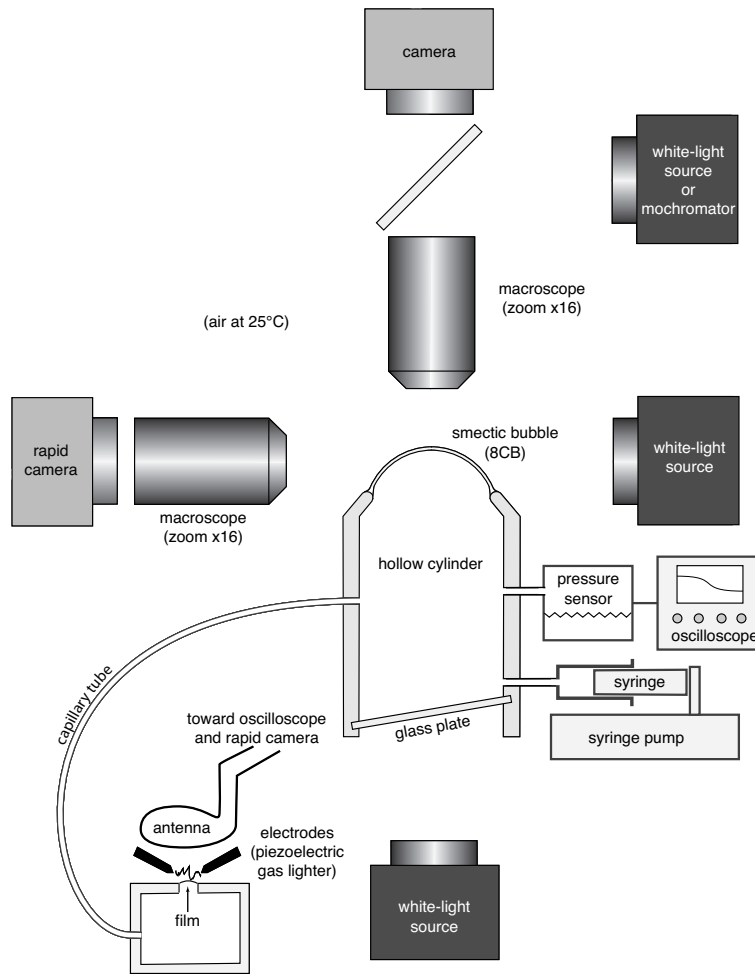 camera
white-light
source
or
mochromator
macroscope
(zoom x16)
(air at 25°C)
smectic bubble
(8CB)
rapid
camera
white-light
source
macroscope
(zoom x16)
hollow cylinder
pressure
sensor
oscilloscope
capillary tube
syringe
toward oscilloscope
and rapid camera
glass plate
syringe pump
antenna
electrodes
(piezoelectric
gas lighter)
film
white-light
source